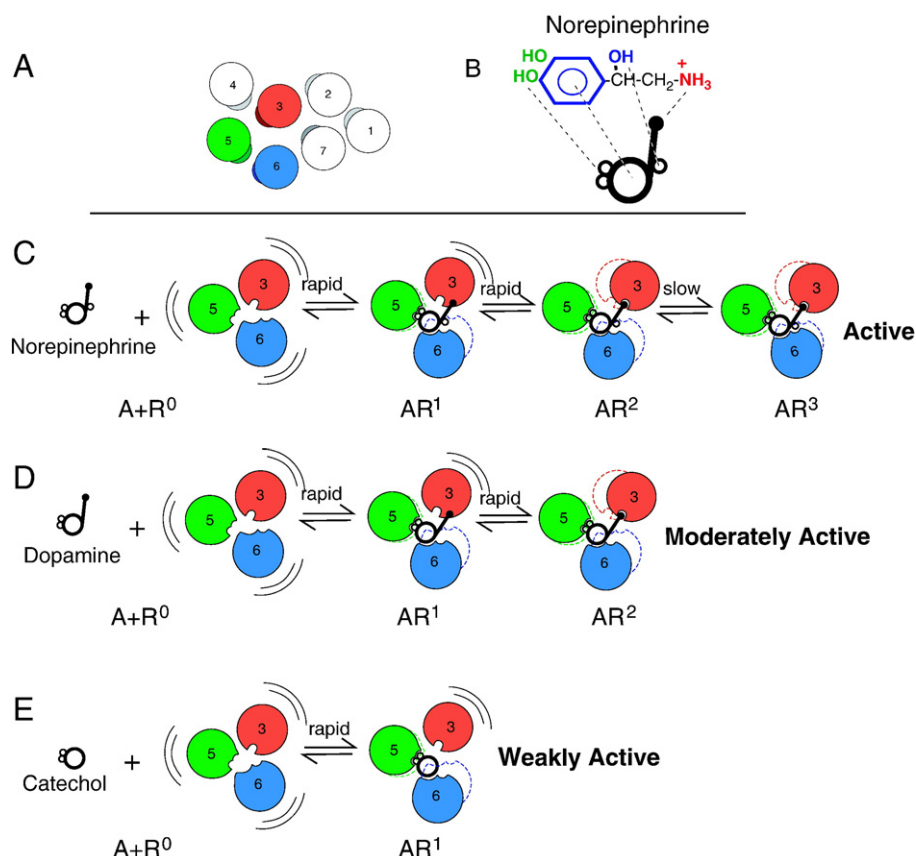 A
4
3
2
1
5
6
7
Norepinephrine
B
HO
HO
OH
CH-CH2-NH3
+
C
Norepinephrine
+
5
3
6
rapid
5
3
6
rapid
5
3
6
slow
5
3
6
Active
A+R0
AR1
AR2
AR3
D
Dopamine
+
5
3
6
rapid
5
3
6
rapid
5
3
6
Moderately Active
A+R0
AR1
AR2
E
Catechol
+
5
3
6
rapid
5
3
6
Weakly Active
A+R0
AR1